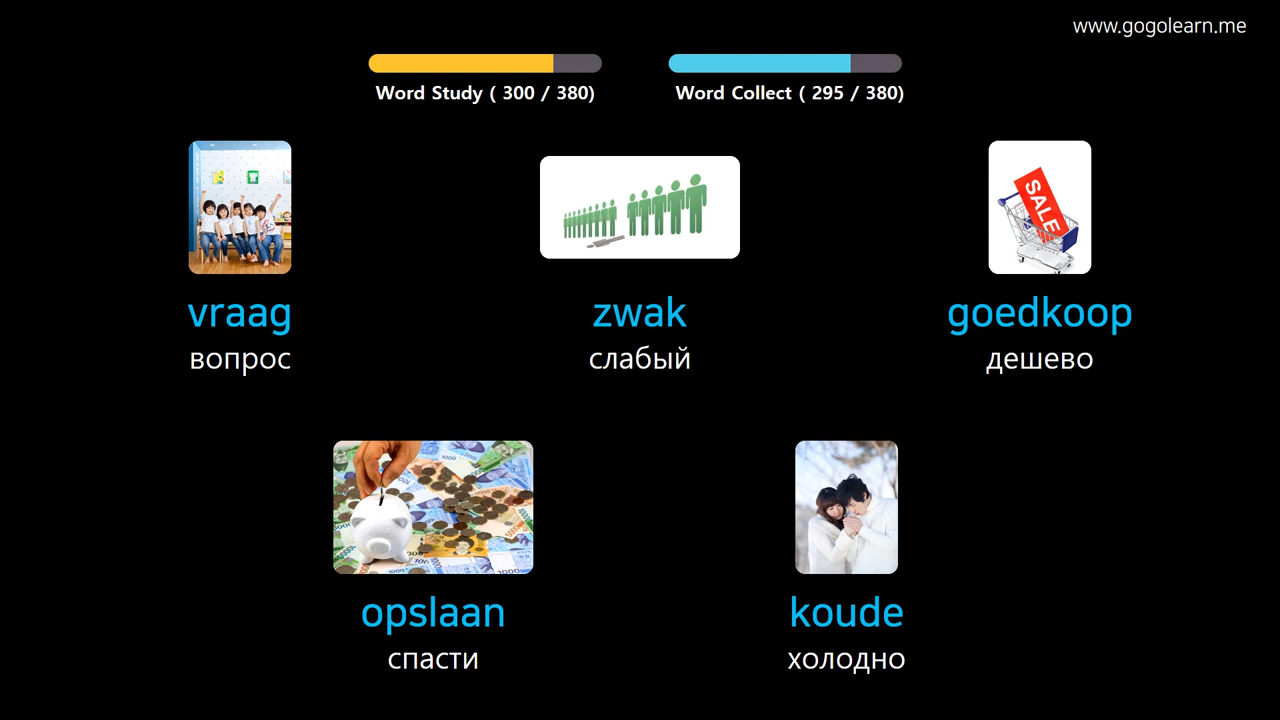 www.gogolearn.me
Word Study ( 300 / 380)
Word Collect ( 295 / 380)
SALE
vraag
вопрос
zwak
слабый
goedkoop
дешево
opslaan
спасти
koude
холодно